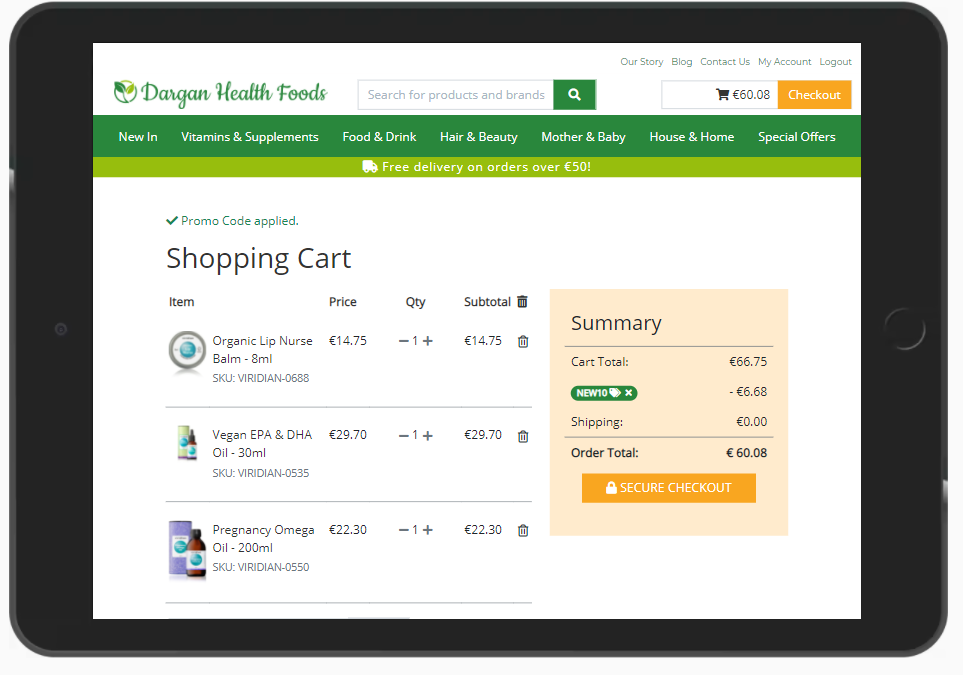 Our Story Blog Contact Us My Account Logout
Dargan Health Foods
Search for products and brands
€60.08
Checkout
New In Vitamins & Supplements Food & Drink Hair & Beauty Mother & Baby House & Home Special Offers
Free delivery on orders over €50!
Promo Code applied.
Shopping Cart
Item Price Qty Subtotal
Organic Lip Nurse €14.75 1 €14.75
Balm - 8ml
SKU: VIRIDIAN-0688
Vegan EPA & DHA €29.70 1 €29.70
Oil - 30ml
SKU: VIRIDIAN-0535
Pregnancy Omega €22.30 1 €22.30
Oil - 200ml
SKU: VIRIDIAN-0550
Summary
Cart Total: €66.75
NEW10 - €6.68
Shipping: €0.00
Order Total: € 60.08
SECURE CHECKOUT